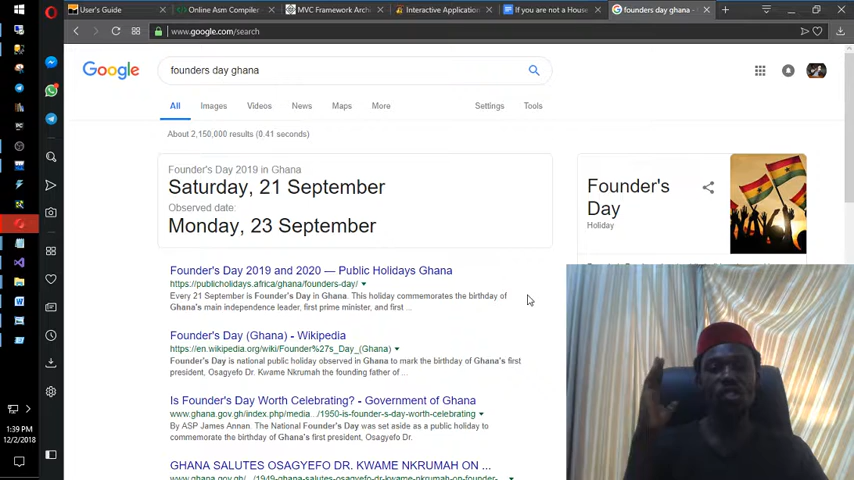 User's Guide
Online Asm Compiler
MVC Framework Arch
Interactive Application
If you are not a House
founders day ghana -
www.google.com/search
Google
founders day ghana
All
Images
Videos
News
Maps
More
Settings
Tools
About 2,150,000 results (0.41 seconds)
Founder's Day 2019 in Ghana
Saturday, 21 September
Observed date:
Monday, 23 September
Founder's Day
Holiday
Founder's Day 2019 and 2020 — Public Holidays Ghana
https://publicholidays.africa/ghana/founders-day/
Every 21 September is Founder's Day in Ghana. This holiday commemorates the birthday of
Ghana's main independence leader, first prime minister, and first ...
Founder's Day (Ghana) - Wikipedia
https://en.wikipedia.org/wiki/Founder%27s_Day_(Ghana)
Founder's Day is national public holiday observed in Ghana to mark the birthday of Ghana's first
president, Osagyefo Dr. Kwame Nkrumah the founding father of ...
Is Founder's Day Worth Celebrating? - Government of Ghana
www.ghana.gov.gh/index.php/media.../1950-is-founder-s-day-worth-celebrating
By ASP James Annan. The National Founder's Day was set aside as a public holiday to
commemorate the birthday of Ghana's first president, Osagyefo Dr.
GHANA SALUTES OSAGYEFO DR. KWAME NKRUMAH ON ...
1:39 PM
12/2/2018